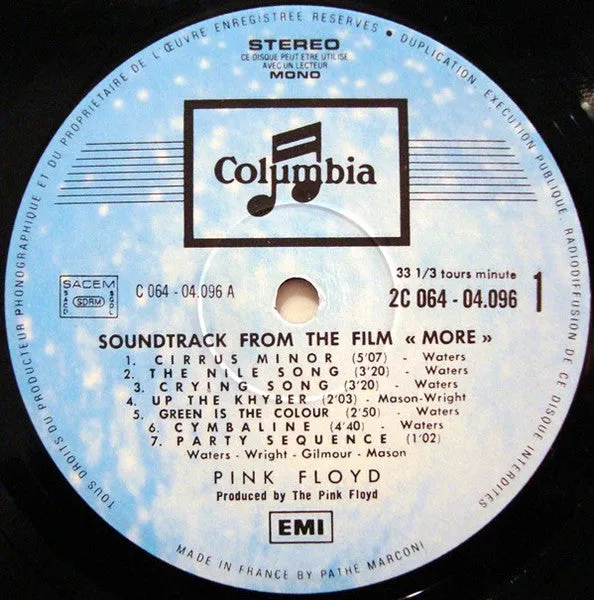 TOUS DROITS DU PRODUCTEUR PHONOGRAPHIQUE ET DU PROPRIETAIRE DE L'ŒUVRE ENREGISTREE RESERVES • DUPLICATION, EXECUTION PUBLIQUE, RADIODIFFUSION DE CE DISQUE INTERDITES
STEREO
CE DISQUE PEUT ETRE UTILISE
AVEC UN LECTEUR
MONO
Columbia
SACEM
SACD SDRM SGDL
C 064 - 04.096 A
33 1/3 tours minute
2C 064 - 04.096 1
SOUNDTRACK FROM THE FILM « MORE »
1. CIRRUS MINOR (5'07) - Waters
2. THE NILE SONG (3'20) - Waters
3. CRYING SONG (3'20) - Waters
4. UP THE KHYBER (2'03) - Mason-Wright
5. GREEN IS THE COLOUR (2'50) - Waters
6. CYMBALINE (4'40) - Waters
7. PARTY SEQUENCE (1'02)
Waters - Wright - Gilmour - Mason
PINK FLOYD
Produced by The Pink Floyd
EMI
MADE IN FRANCE BY PATHE MARCONI